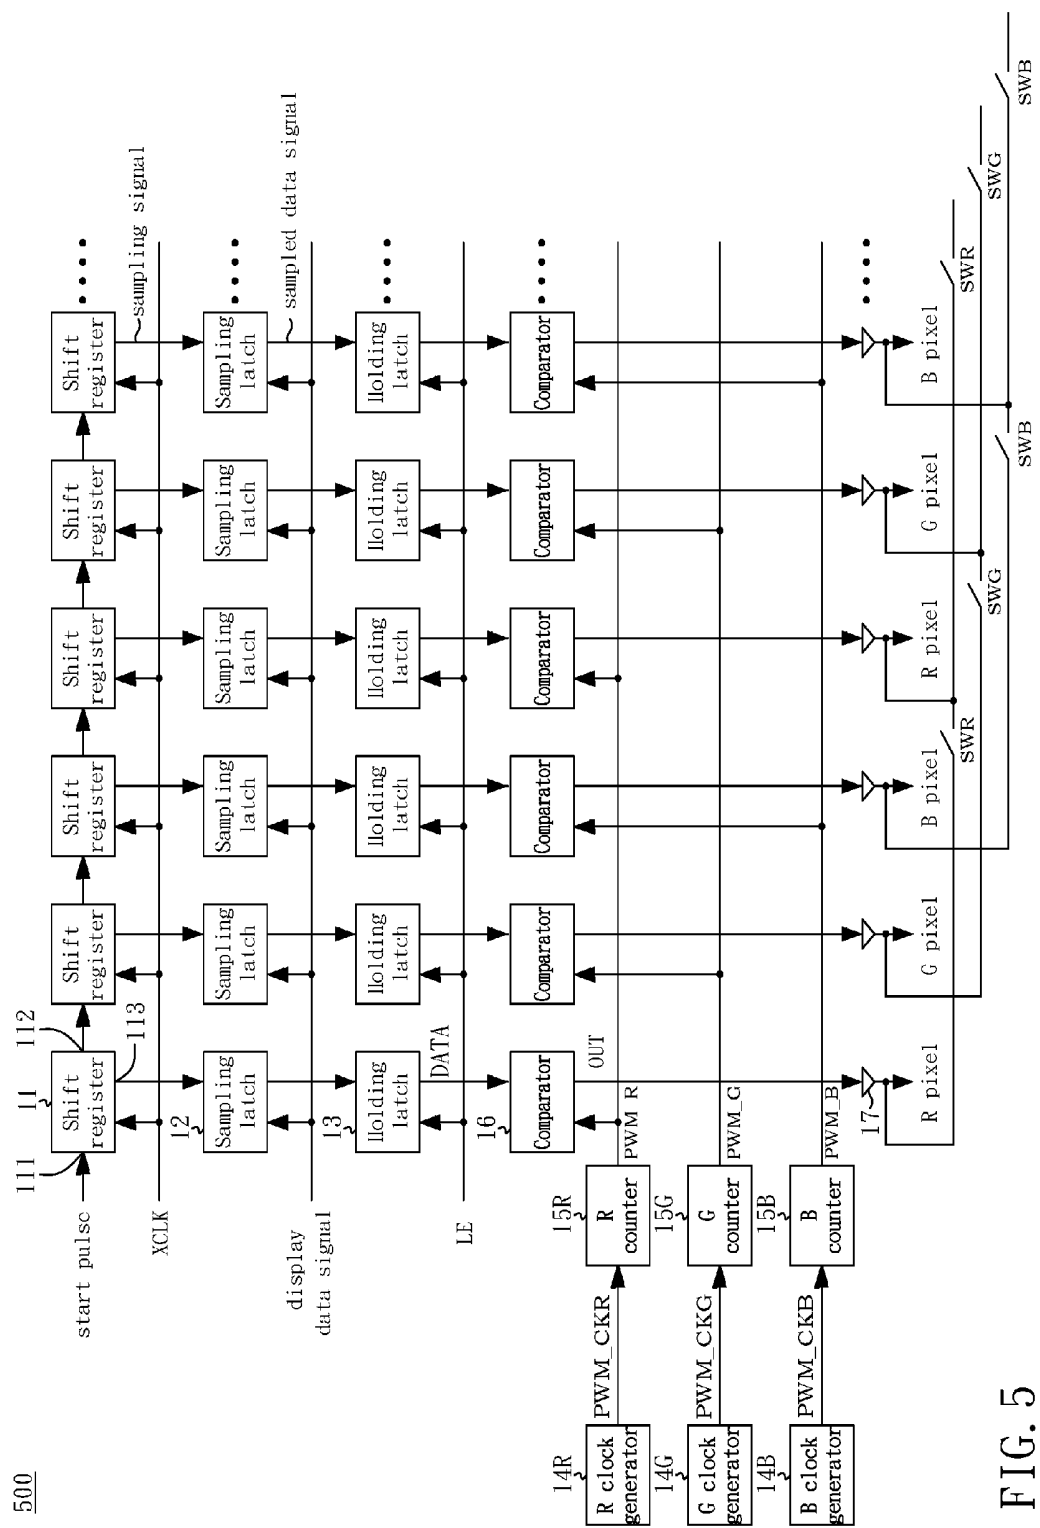 500
start pulse
111
11
Shift
register
112
113
Shift
register
Shift
register
Shift
register
Shift
register
Shift
register
sampling signal
XCLK
12
Sampling
latch
Sampling
latch
Sampling
latch
Sampling
latch
Sampling
latch
Sampling
latch
sampled data signal
display
data signal
13
Holding
latch
Holding
latch
Holding
latch
Holding
latch
Holding
latch
Holding
latch
LE
DATA
16
Comparator
Comparator
Comparator
Comparator
Comparator
Comparator
OUT
14R
R clock
generator
PWM_CKR
15R
R
counter
PWM_R
14G
G clock
generator
PWM_CKG
15G
G
counter
PWM_G
14B
B clock
generator
PWM_CKB
15B
B
counter
PWM_B
17
R pixel
G pixel
B pixel
R pixel
G pixel
B pixel
SWR
SWR
SWG
SWG
SWB
SWB
FIG. 5